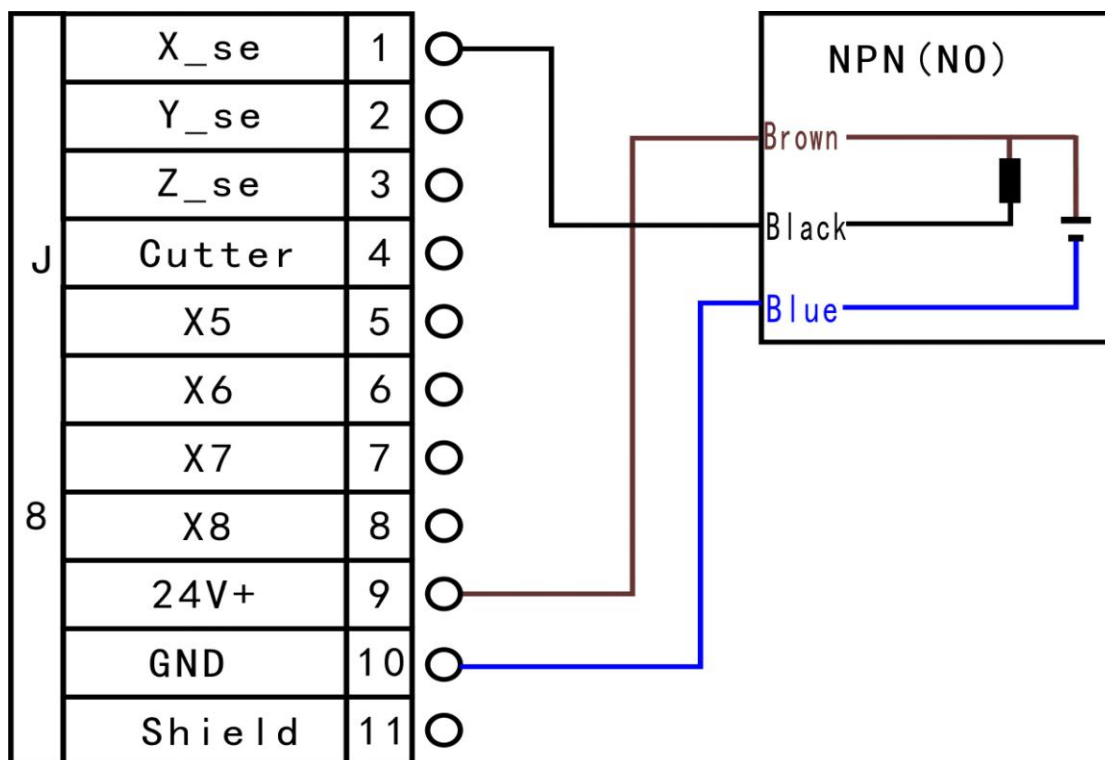 J
8
X_se 1
Y_se 2
Z_se 3
Cutter 4
X5 5
X6 6
X7 7
X8 8
24V+ 9
GND 10
Shield 11
NPN(NO)
Brown
Black
Blue